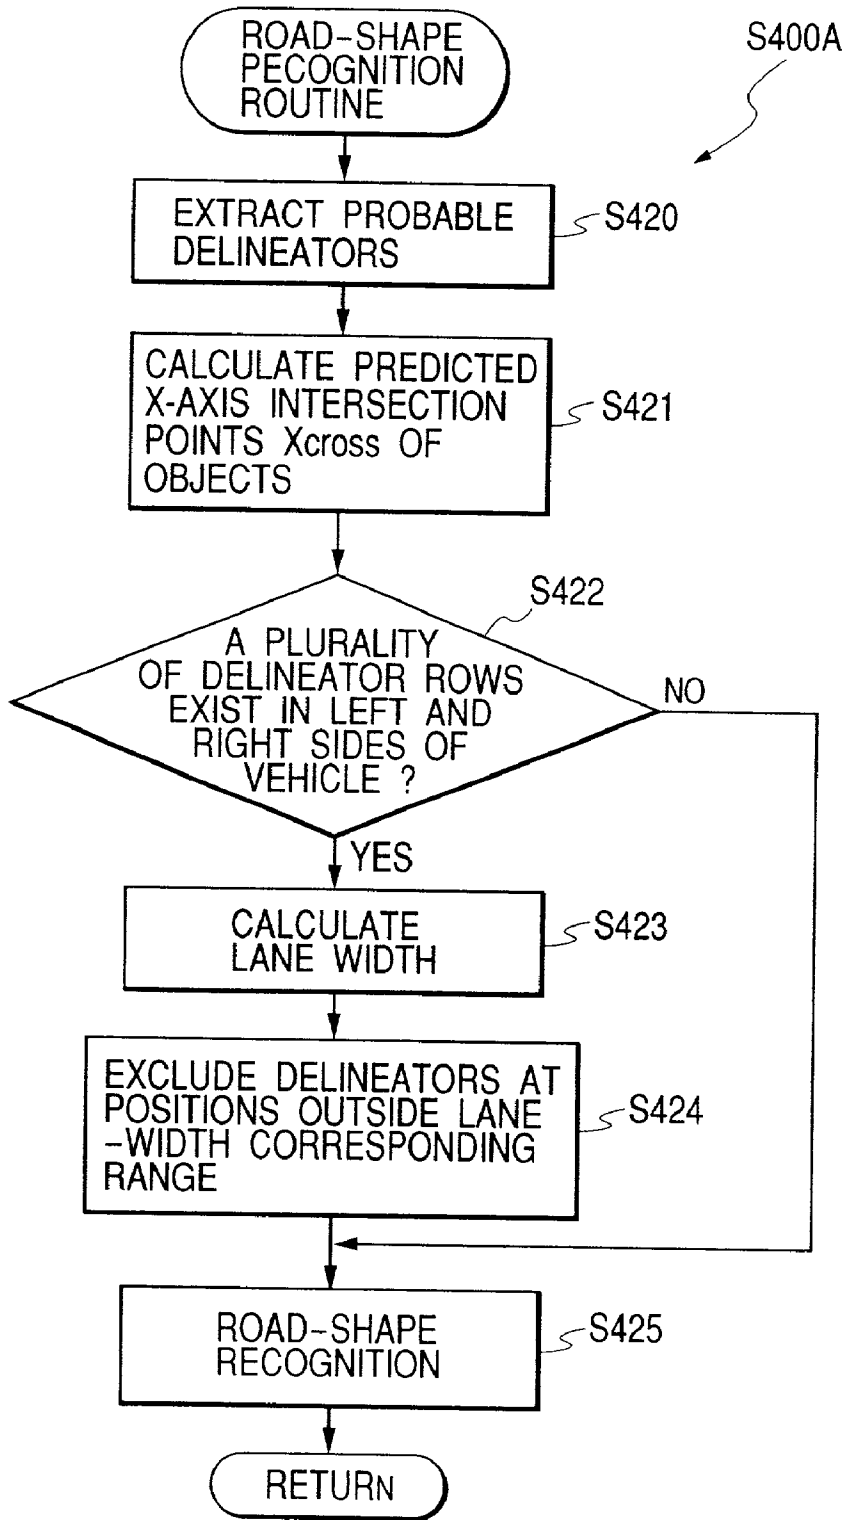 ROAD-SHAPE
PECOGNITION
ROUTINE
S400A
EXTRACT PROBABLE
DELINEATORS
S420
CALCULATE PREDICTED
X-AXIS INTERSECTION
POINTS Xcross OF
OBJECTS
S421
S422
A PLURALITY
OF DELINEATOR ROWS
EXIST IN LEFT AND
RIGHT SIDES OF
VEHICLE ?
NO
YES
CALCULATE
LANE WIDTH
S423
EXCLUDE DELINEATORS AT
POSITIONS OUTSIDE LANE
-WIDTH CORRESPONDING
RANGE
S424
ROAD-SHAPE
RECOGNITION
S425
RETURN